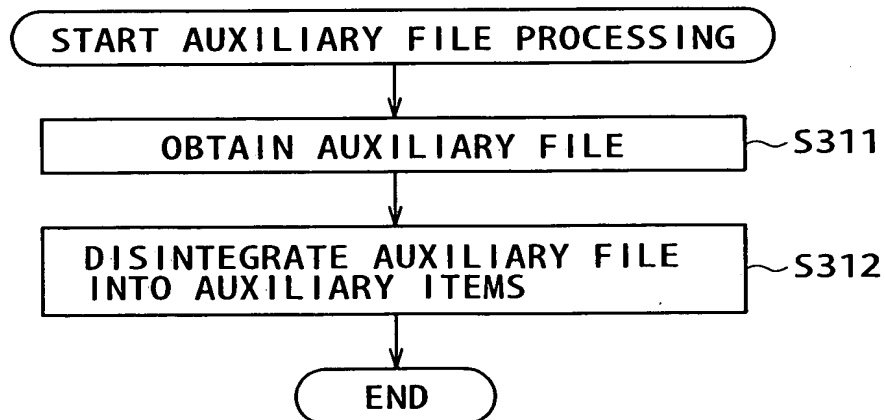 START AUXILIARY FILE PROCESSING
OBTAIN AUXILIARY FILE
S311
DISINTEGRATE AUXILIARY FILE
INTO AUXILIARY ITEMS
S312
END